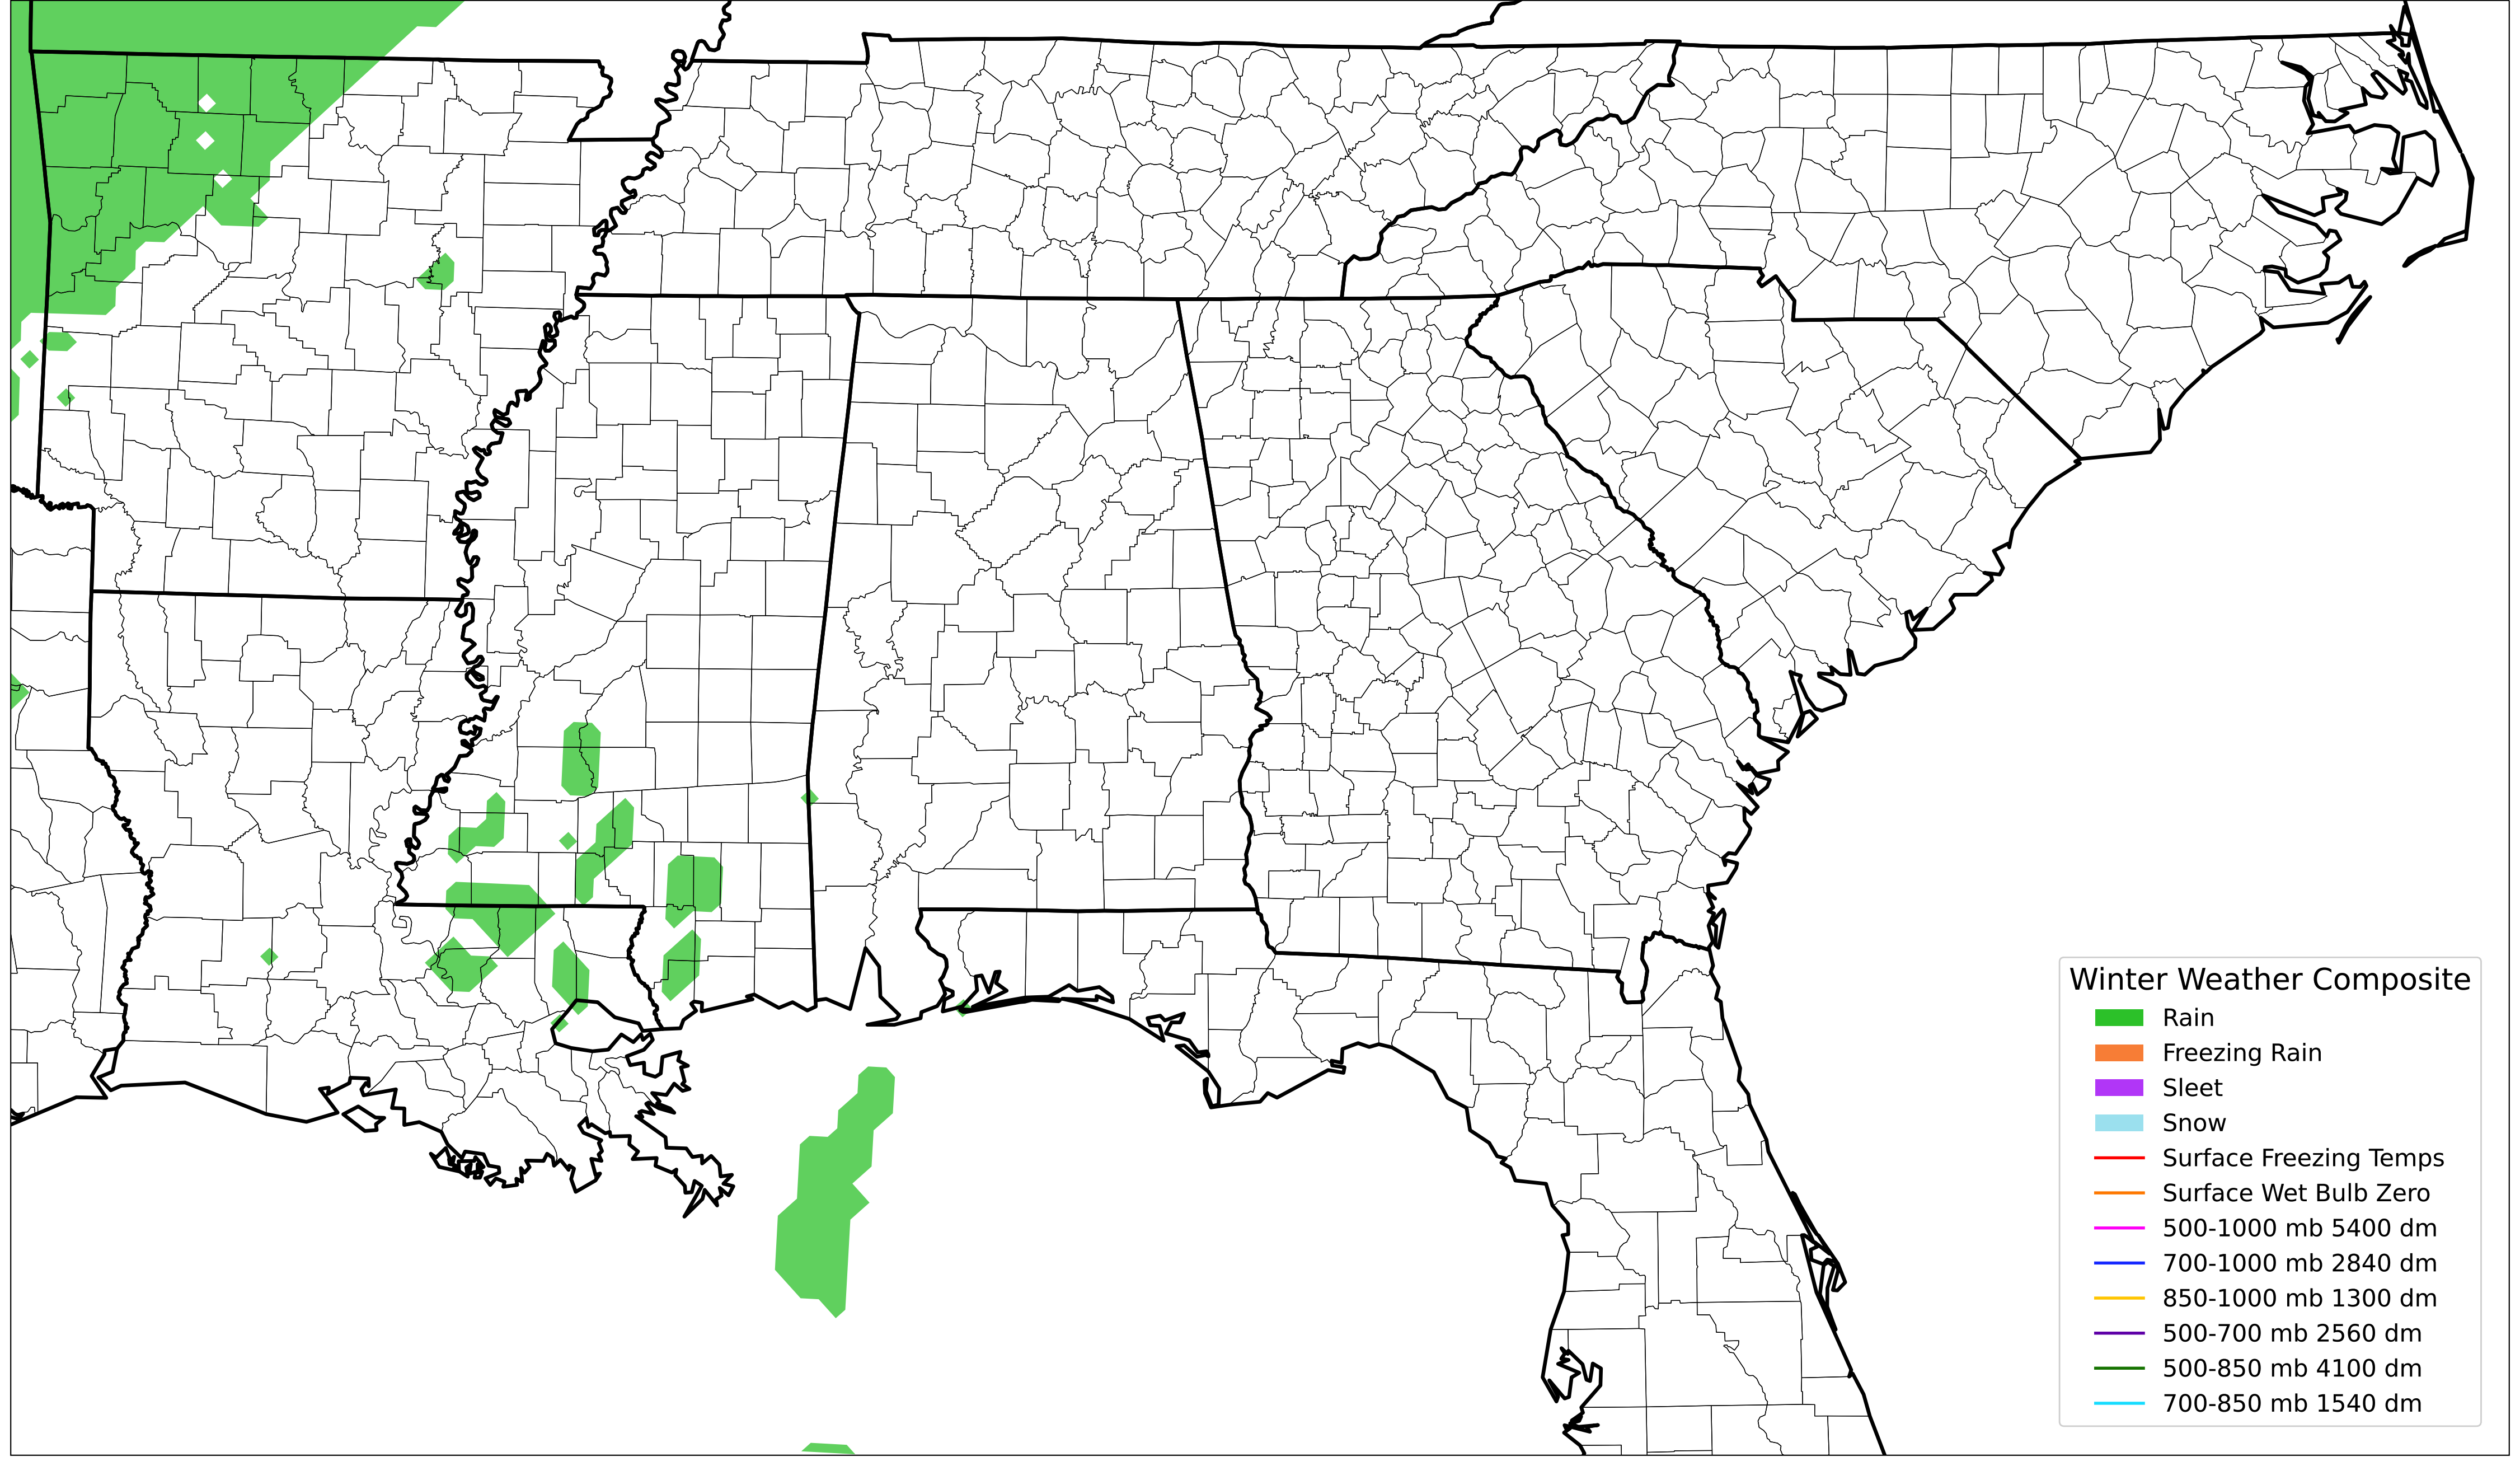 Winter Weather Composite
Rain
Freezing Rain
Sleet
Snow
Surface Freezing Temps
Surface Wet Bulb Zero
500-1000 mb 5400 dm
700-1000 mb 2840 dm
850-1000 mb 1300 dm
500-700 mb 2560 dm
500-850 mb 4100 dm
700-850 mb 1540 dm